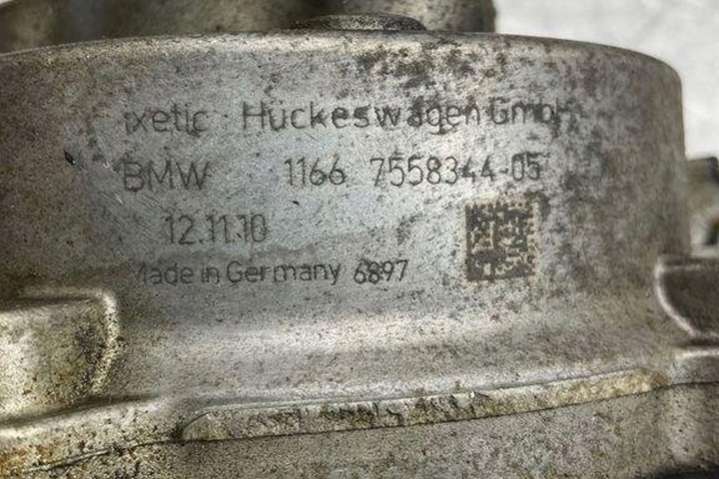 ixetic · Hückeswagen GmbH
BMW 1166 7558344-05
12.11.10
Made in Germany 6897